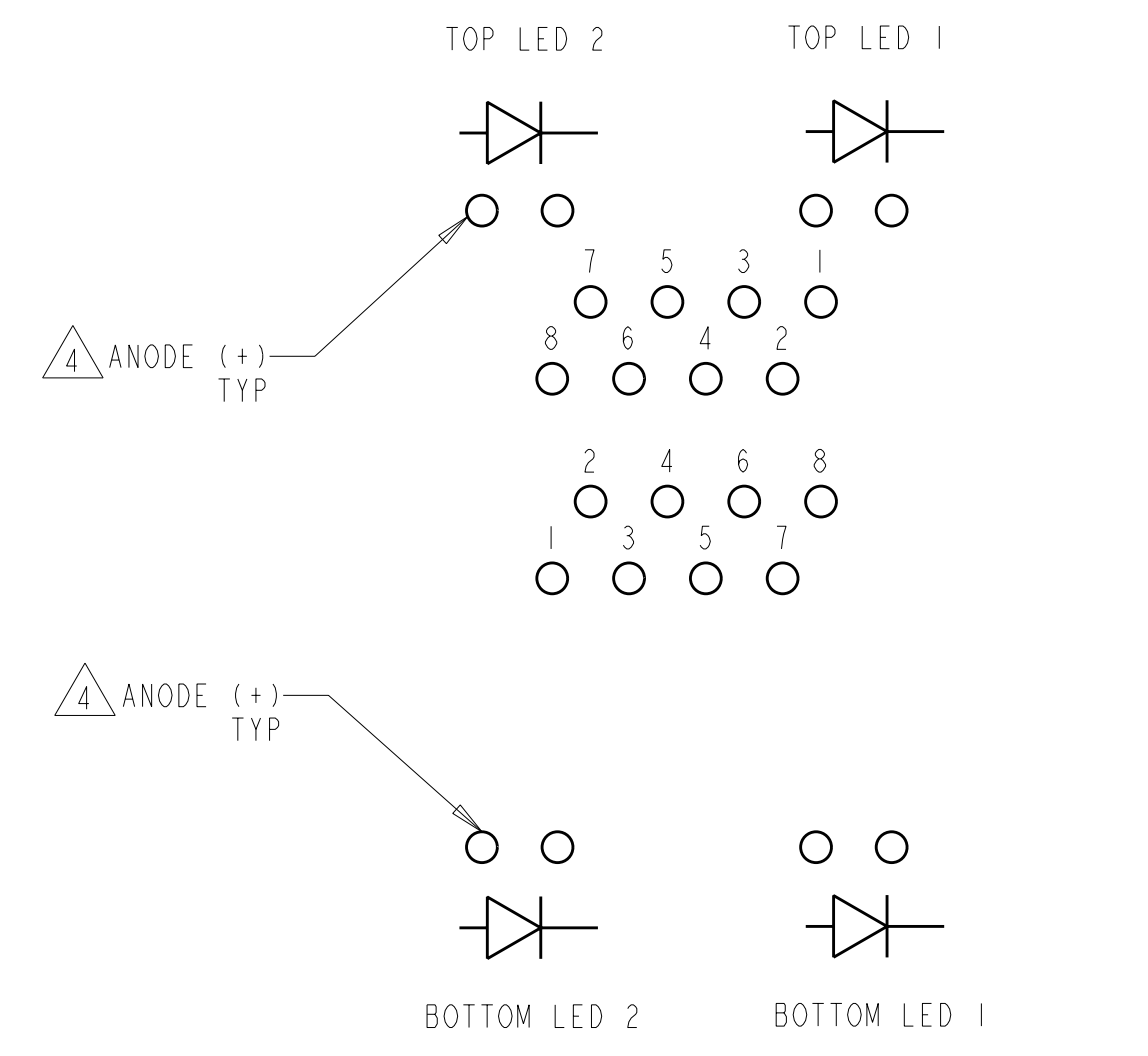 TOP LED 2
TOP LED 1
7 5 3 1
8 6 4 2
4 ANODE (+)
TYP
2 4 6 8
1 3 5 7
4 ANODE (+)
TYP
BOTTOM LED 2
BOTTOM LED 1